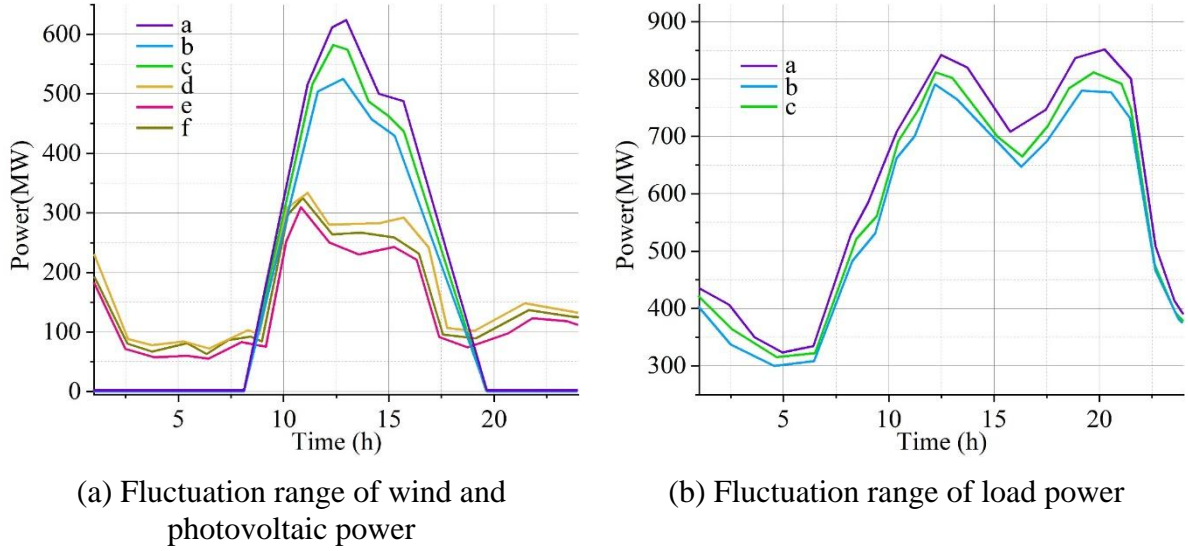 a
b
c
d
e
f
600
500
400
300
200
100
0
Power(MW)
5 10 15 20
Time (h)
(a) Fluctuation range of wind and
photovoltaic power
a
b
c
900
800
700
600
500
400
300
Power(MW)
5 10 15 20
Time (h)
(b) Fluctuation range of load power